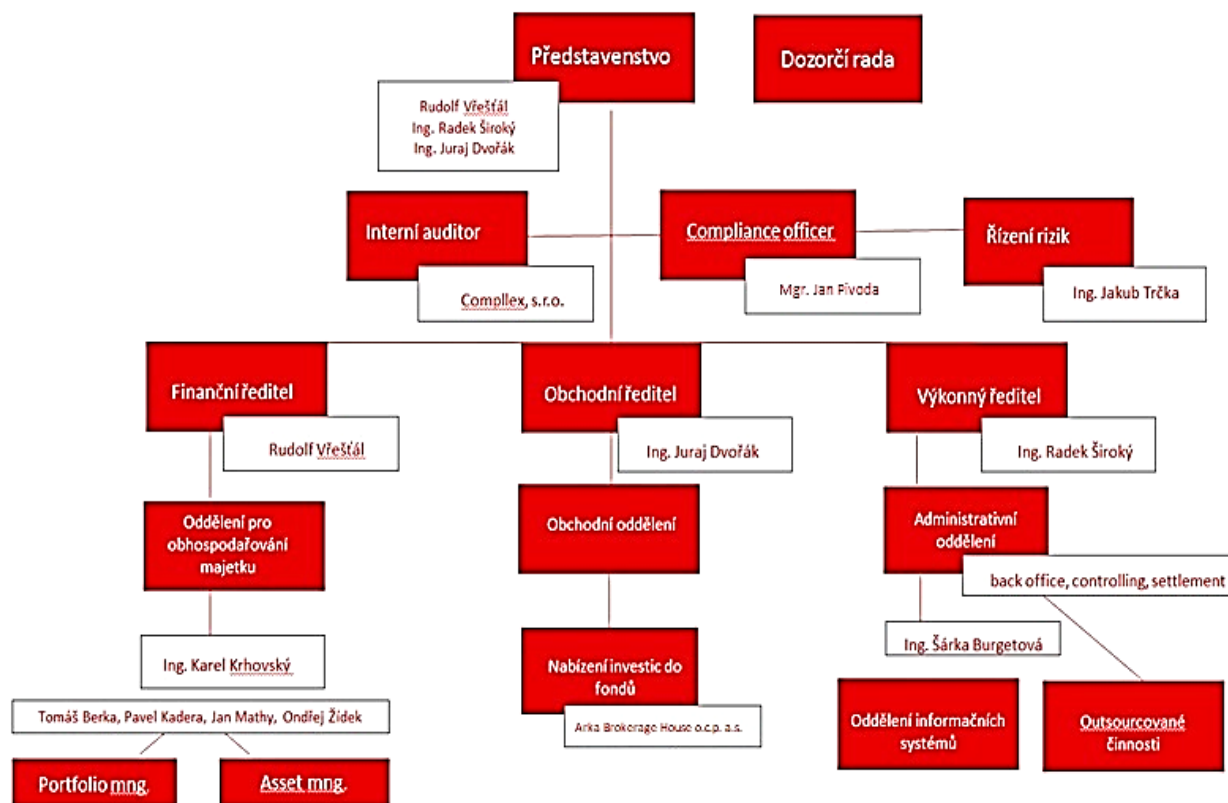 Představenstvo
Dozorčí rada
Rudolf Vřešťál
Ing. Radek Široký
Ing. Juraj Dvořák
Interní auditor
Compliance officer
Řízení rizik
Compllex, s.r.o.
Mgr. Jan Pivoda
Ing. Jakub Trčka
Finanční ředitel
Obchodní ředitel
Výkonný ředitel
Rudolf Vřešťál
Ing. Juraj Dvořák
Ing. Radek Široký
Oddělení pro
obhospodařování
majetku
Obchodní oddělení
Administrativní
oddělení
back office, controlling, settlement
Ing. Karel Krhovský
Nabízení investic do
fondů
Ing. Šárka Burgetová
Tomáš Berka, Pavel Kadera, Jan Mathy, Ondřej Žídek
Arka Brokerage House o.c.p. a.s.
Oddělení informačních
systémů
Outsourcované
činnosti
Portfolio mng.
Asset mng.